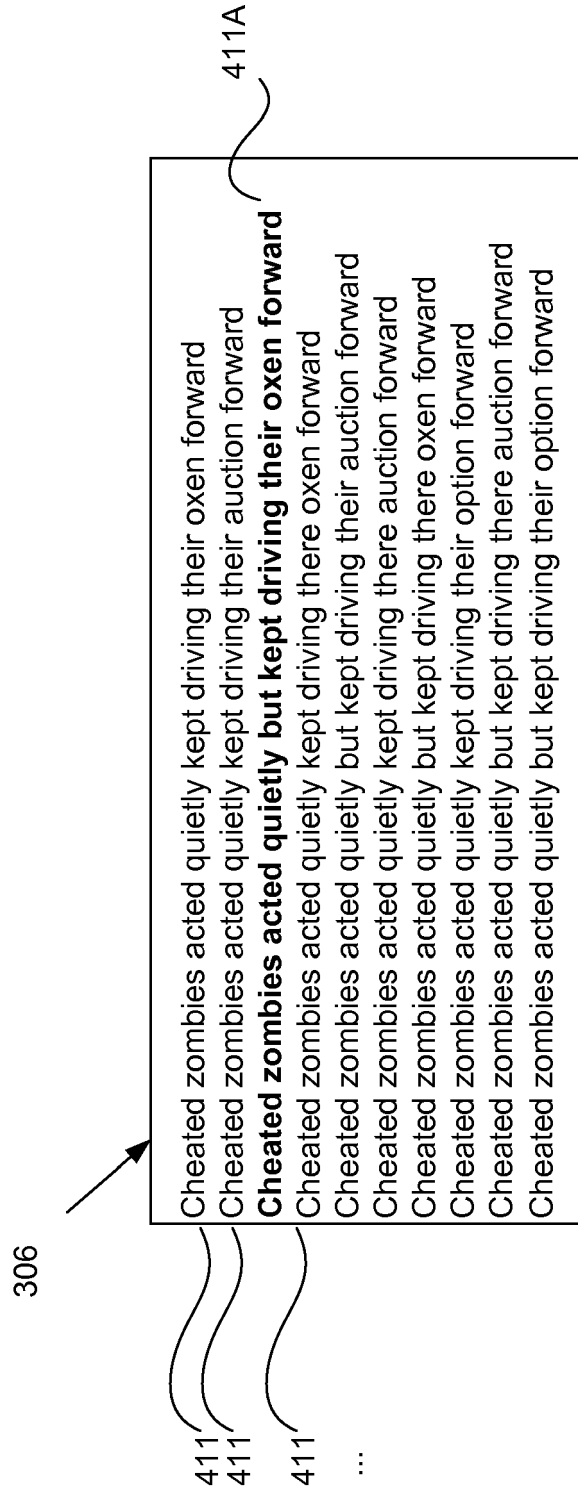 306
411
411
411
...
Cheated zombies acted quietly kept driving their oxen forward
Cheated zombies acted quietly kept driving their auction forward
Cheated zombies acted quietly but kept driving their oxen forward
Cheated zombies acted quietly kept driving there oxen forward
Cheated zombies acted quietly but kept driving their auction forward
Cheated zombies acted quietly kept driving there auction forward
Cheated zombies acted quietly but kept driving there oxen forward
Cheated zombies acted quietly kept driving their option forward
Cheated zombies acted quietly but kept driving there auction forward
Cheated zombies acted quietly but kept driving their option forward
411A